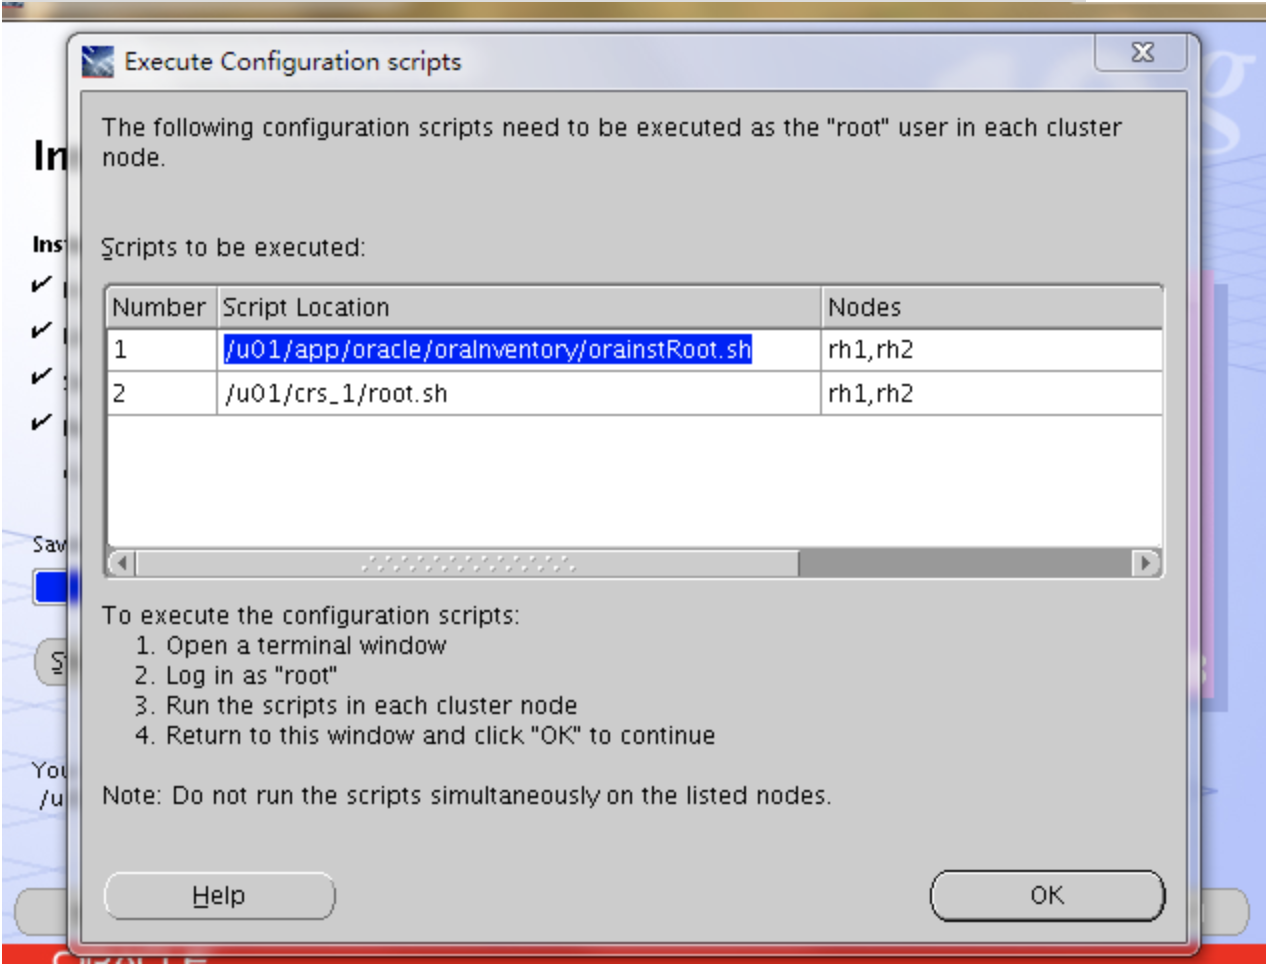 Execute Configuration scripts
The following configuration scripts need to be executed as the "root" user in each cluster
node.
Scripts to be executed:
Number Script Location Nodes
1 /u01/app/oracle/oraInventory/orainstRoot.sh rh1,rh2
2 /u01/crs_1/root.sh rh1,rh2
To execute the configuration scripts:
1. Open a terminal window
2. Log in as "root"
3. Run the scripts in each cluster node
4. Return to this window and click "OK" to continue
Note: Do not run the scripts simultaneously on the listed nodes.
Help OK